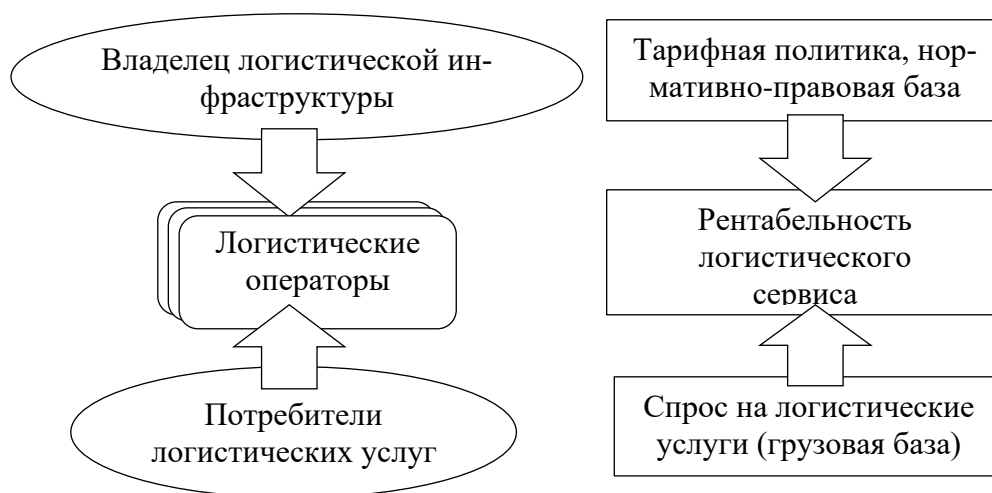 Владелец логистической ин-
фраструктуры
Логистические
операторы
Потребители
логистических услуг
Тарифная политика, нор-
мативно-правовая база
Рентабельность
логистического
сервиса
Спрос на логистические
услуги (грузовая база)